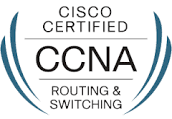 CISCO
CERTIFIED
CCNA
ROUTING &
SWITCHING